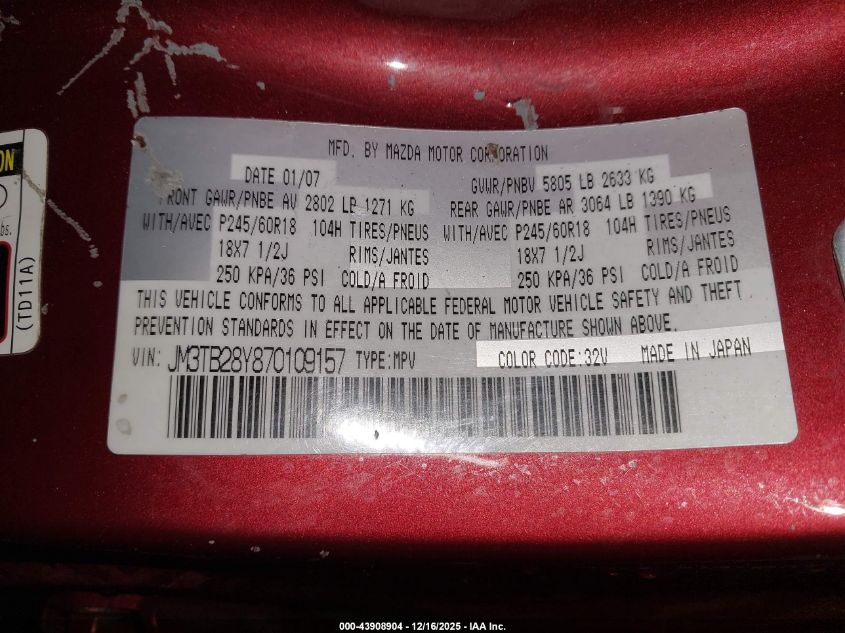 MFD. BY MAZDA MOTOR CORPORATION
DATE 01/07 GVWR/PNBV 5805 LB 2633 KG
FRONT GAWR/PNBE AV 2802 LB 1271 KG REAR GAWR/PNBE AR 3064 LB 1390 KG
WITH/AVEC P245/60R18 104H TIRES/PNEUS WITH/AVEC P245/60R18 104H TIRES/PNEUS
18X7 1/2J RIMS/JANTES 18X7 1/2J RIMS/JANTES
250 KPA/36 PSI COLD/A FROID 250 KPA/36 PSI COLD/A FROID
THIS VEHICLE CONFORMS TO ALL APPLICABLE FEDERAL MOTOR VEHICLE SAFETY AND THEFT
PREVENTION STANDARDS IN EFFECT ON THE DATE OF MANUFACTURE SHOWN ABOVE.
VIN: JM3TB28Y870109157 TYPE:MPV COLOR CODE:32V MADE IN JAPAN
(TD11A)
lbs.
000-43908904 - 12/16/2025 - IAA Inc.